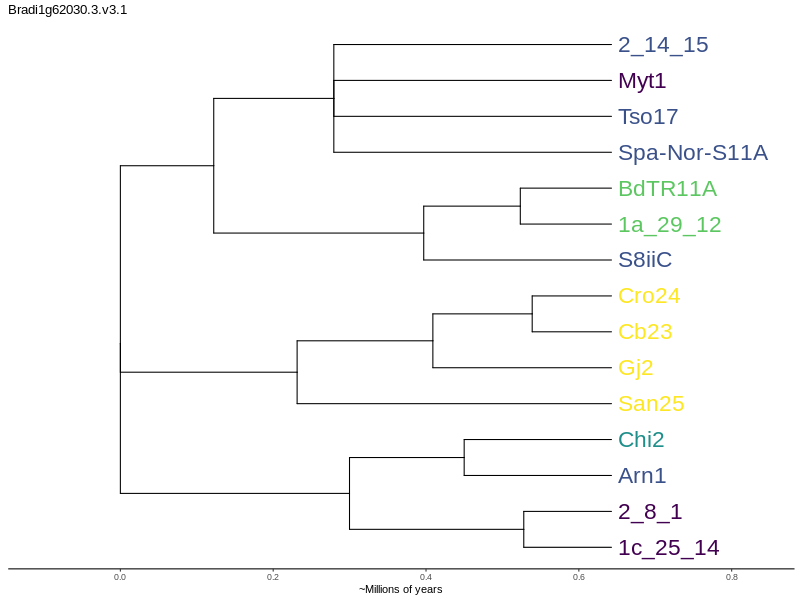 Bradi1g62030.3.v3.1
2_14_15
Myt1
Tso17
Spa-Nor-S11A
BdTR11A
1a_29_12
S8iiC
Cro24
Cb23
Gj2
San25
Chi2
Arn1
2_8_1
1c_25_14
0.0 0.2 0.4 0.6 0.8
~Millions of years